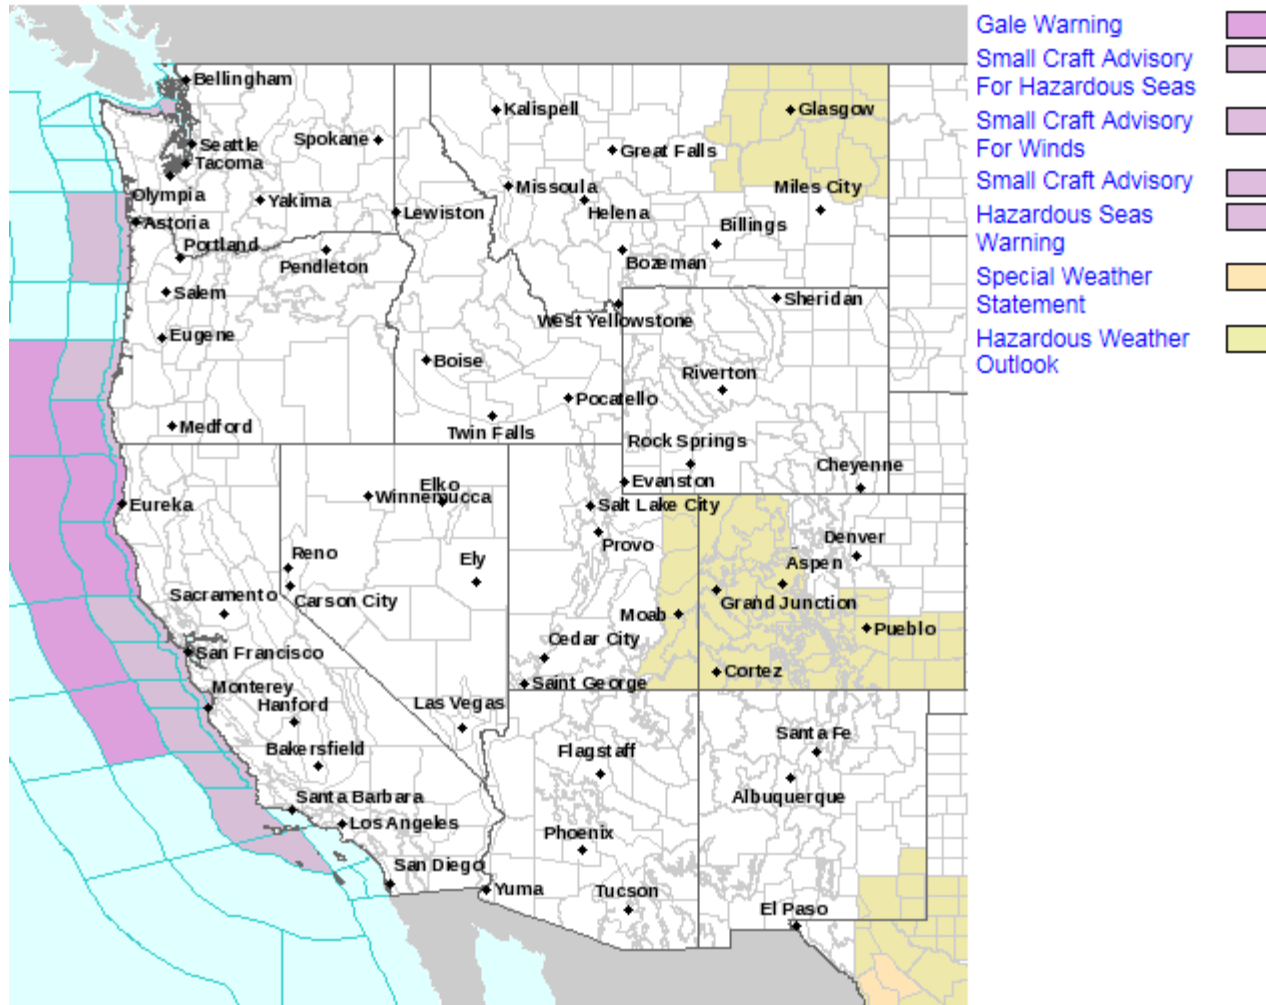 Bellingham
Kalispell
Glasgow
Seattle
Spokane
Great Falls
Tacoma
Missoula
Miles City
Olympia
Yakima
Lewiston
Helena
Astoria
Billings
Portland
Pendleton
Bozeman
Salem
Sheridan
West Yellowstone
Eugene
Boise
Riverton
Pocatello
Medford
Twin Falls
Rock Springs
Cheyenne
Elko
Evanston
Winnemucca
Eureka
Salt Lake City
Provo
Denver
Reno
Ely
Aspen
Sacramento
Carson City
Grand Junction
Moab
Pueblo
Cedar City
San Francisco
Cortez
Saint George
Monterey
Hanford
Las Vegas
Santa Fe
Bakersfield
Flagstaff
Santa Barbara
Albuquerque
Los Angeles
Phoenix
San Diego
Yuma
Tucson
El Paso
Gale Warning
Small Craft Advisory
For Hazardous Seas
Small Craft Advisory
For Winds
Small Craft Advisory
Hazardous Seas
Warning
Special Weather
Statement
Hazardous Weather
Outlook